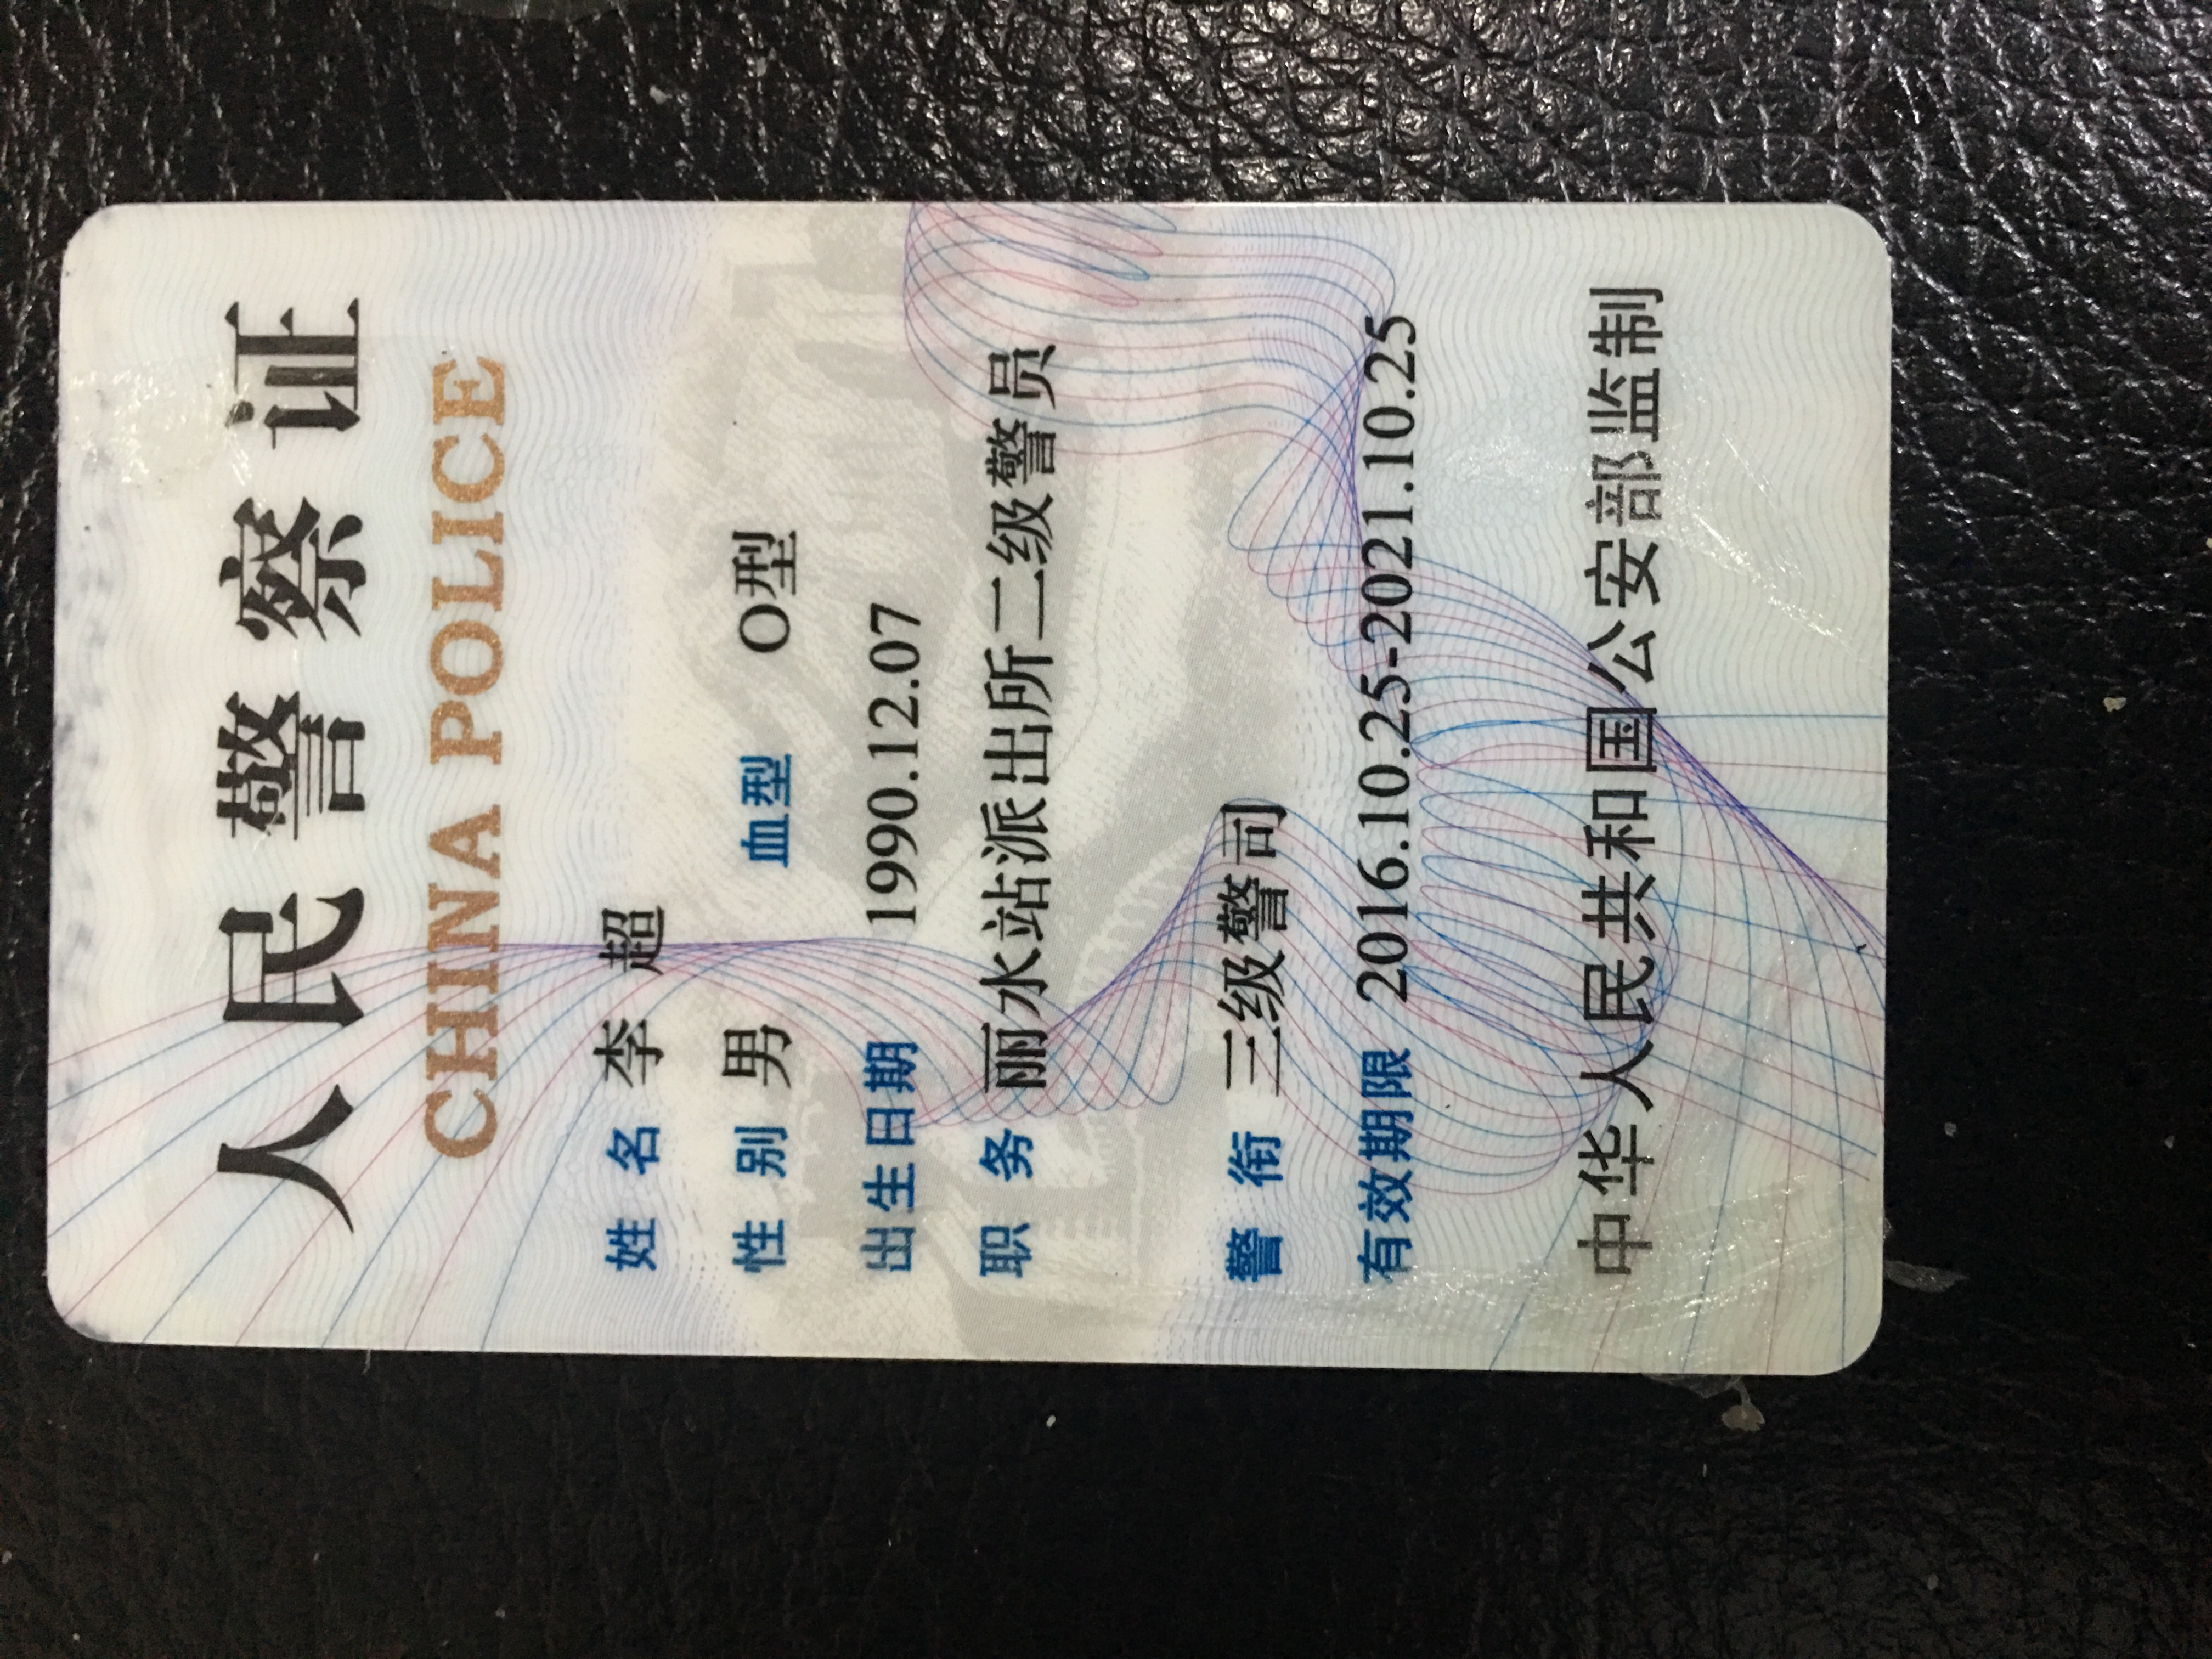 人民警察证
CHINA POLICE
姓 名 李 超
性 别 男 血型 O型
出生日期 1990.12.07
职 务 丽水站派出所二级警员
警 衔 三级警司
有效期限 2016.10.25-2021.10.25
中华人民共和国公安部监制